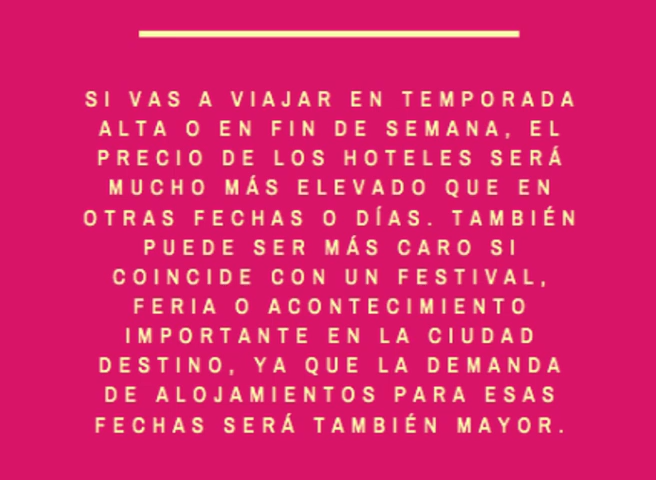 SI VAS A VIAJAR EN TEMPORADA
ALTA O EN FIN DE SEMANA, EL
PRECIO DE LOS HOTELES SERÁ
MUCHO MÁS ELEVADO QUE EN
OTRAS FECHAS O DÍAS. TAMBIÉN
PUEDE SER MÁS CARO SI
COINCIDE CON UN FESTIVAL,
FERIA O ACONTECIMIENTO
IMPORTANTE EN LA CIUDAD
DESTINO, YA QUE LA DEMANDA
DE ALOJAMIENTOS PARA ESAS
FECHAS SERÁ TAMBIÉN MAYOR.